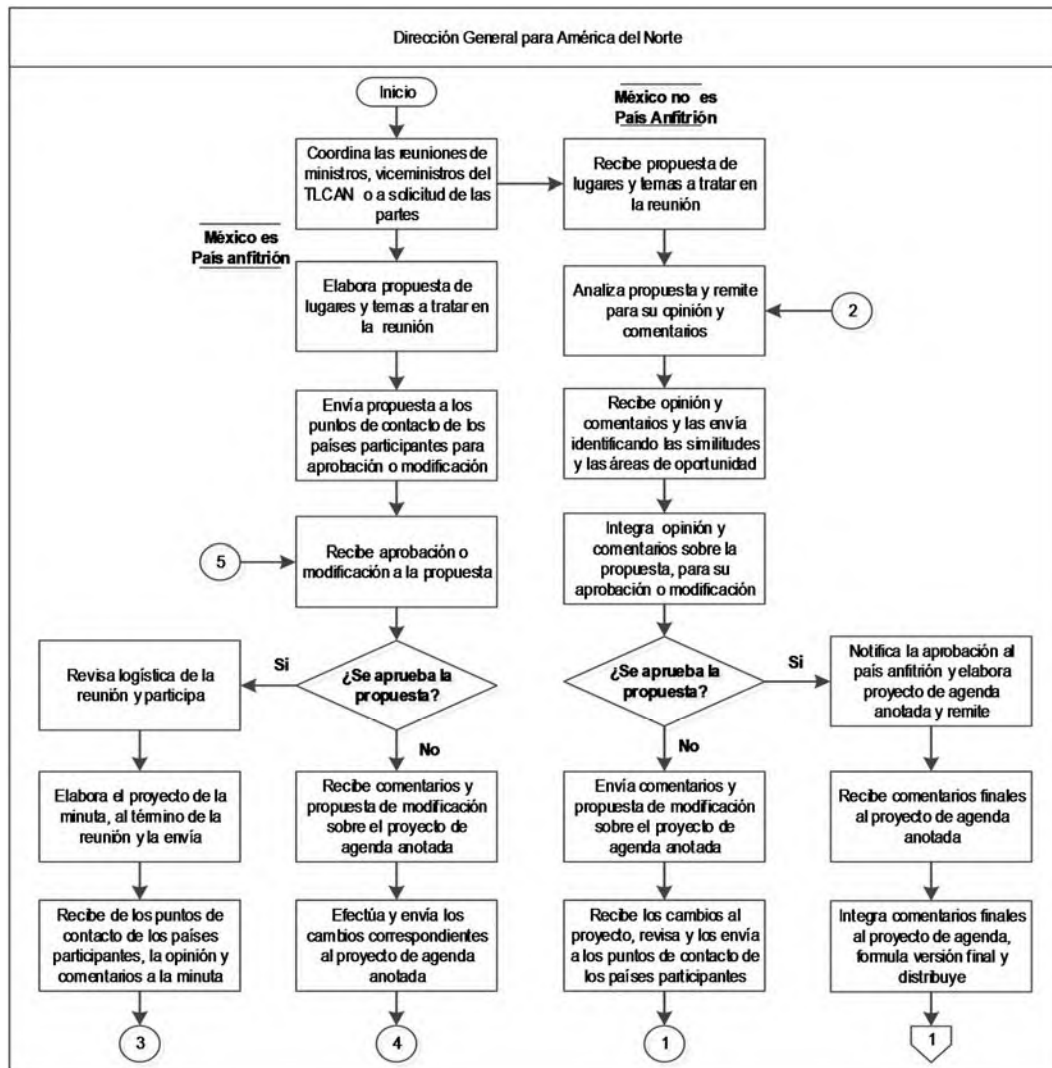 Dirección General para América del Norte
Inicio
México no es
País Anfitrión
Coordina las reuniones de
ministros, viceministros del
TLCAN o a solicitud de las
partes
Recibe propuesta de
lugares y temas a tratar en
la reunión
México es
País anfitrión
Elabora propuesta de
lugares y temas a tratar en
la reunión
Analiza propuesta y remite
para su opinión y
comentarios
2
Envía propuesta a los
puntos de contacto de los
países participantes para
aprobación o modificación
Recibe opinión y
comentarios y las envía
identificando las similitudes
y las áreas de oportunidad
5
Recibe aprobación o
modificación a la propuesta
Integra opinión y
comentarios sobre la
propuesta, para su
aprobación o modificación
Revisa logística de la
reunión y participa
Si
¿Se aprueba la
propuesta?
No
¿Se aprueba la
propuesta?
Si
No
Notifica la aprobación al
país anfitrión y elabora
proyecto de agenda
anotada y remite
Elabora el proyecto de la
minuta, al término de la
reunión y la envía
Recibe comentarios y
propuesta de modificación
sobre el proyecto de
agenda anotada
Envía comentarios y
propuesta de modificación
sobre el proyecto de
agenda anotada
Recibe comentarios finales
al proyecto de agenda
anotada
Recibe de los puntos de
contacto de los países
participantes, la opinión y
comentarios a la minuta
Efectúa y envía los
cambios correspondientes
al proyecto de agenda
anotada
Recibe los cambios al
proyecto, revisa y los envía
a los puntos de contacto de
los países participantes
Integra comentarios finales
al proyecto de agenda,
formula versión final y
distribuye
3
4
1
1